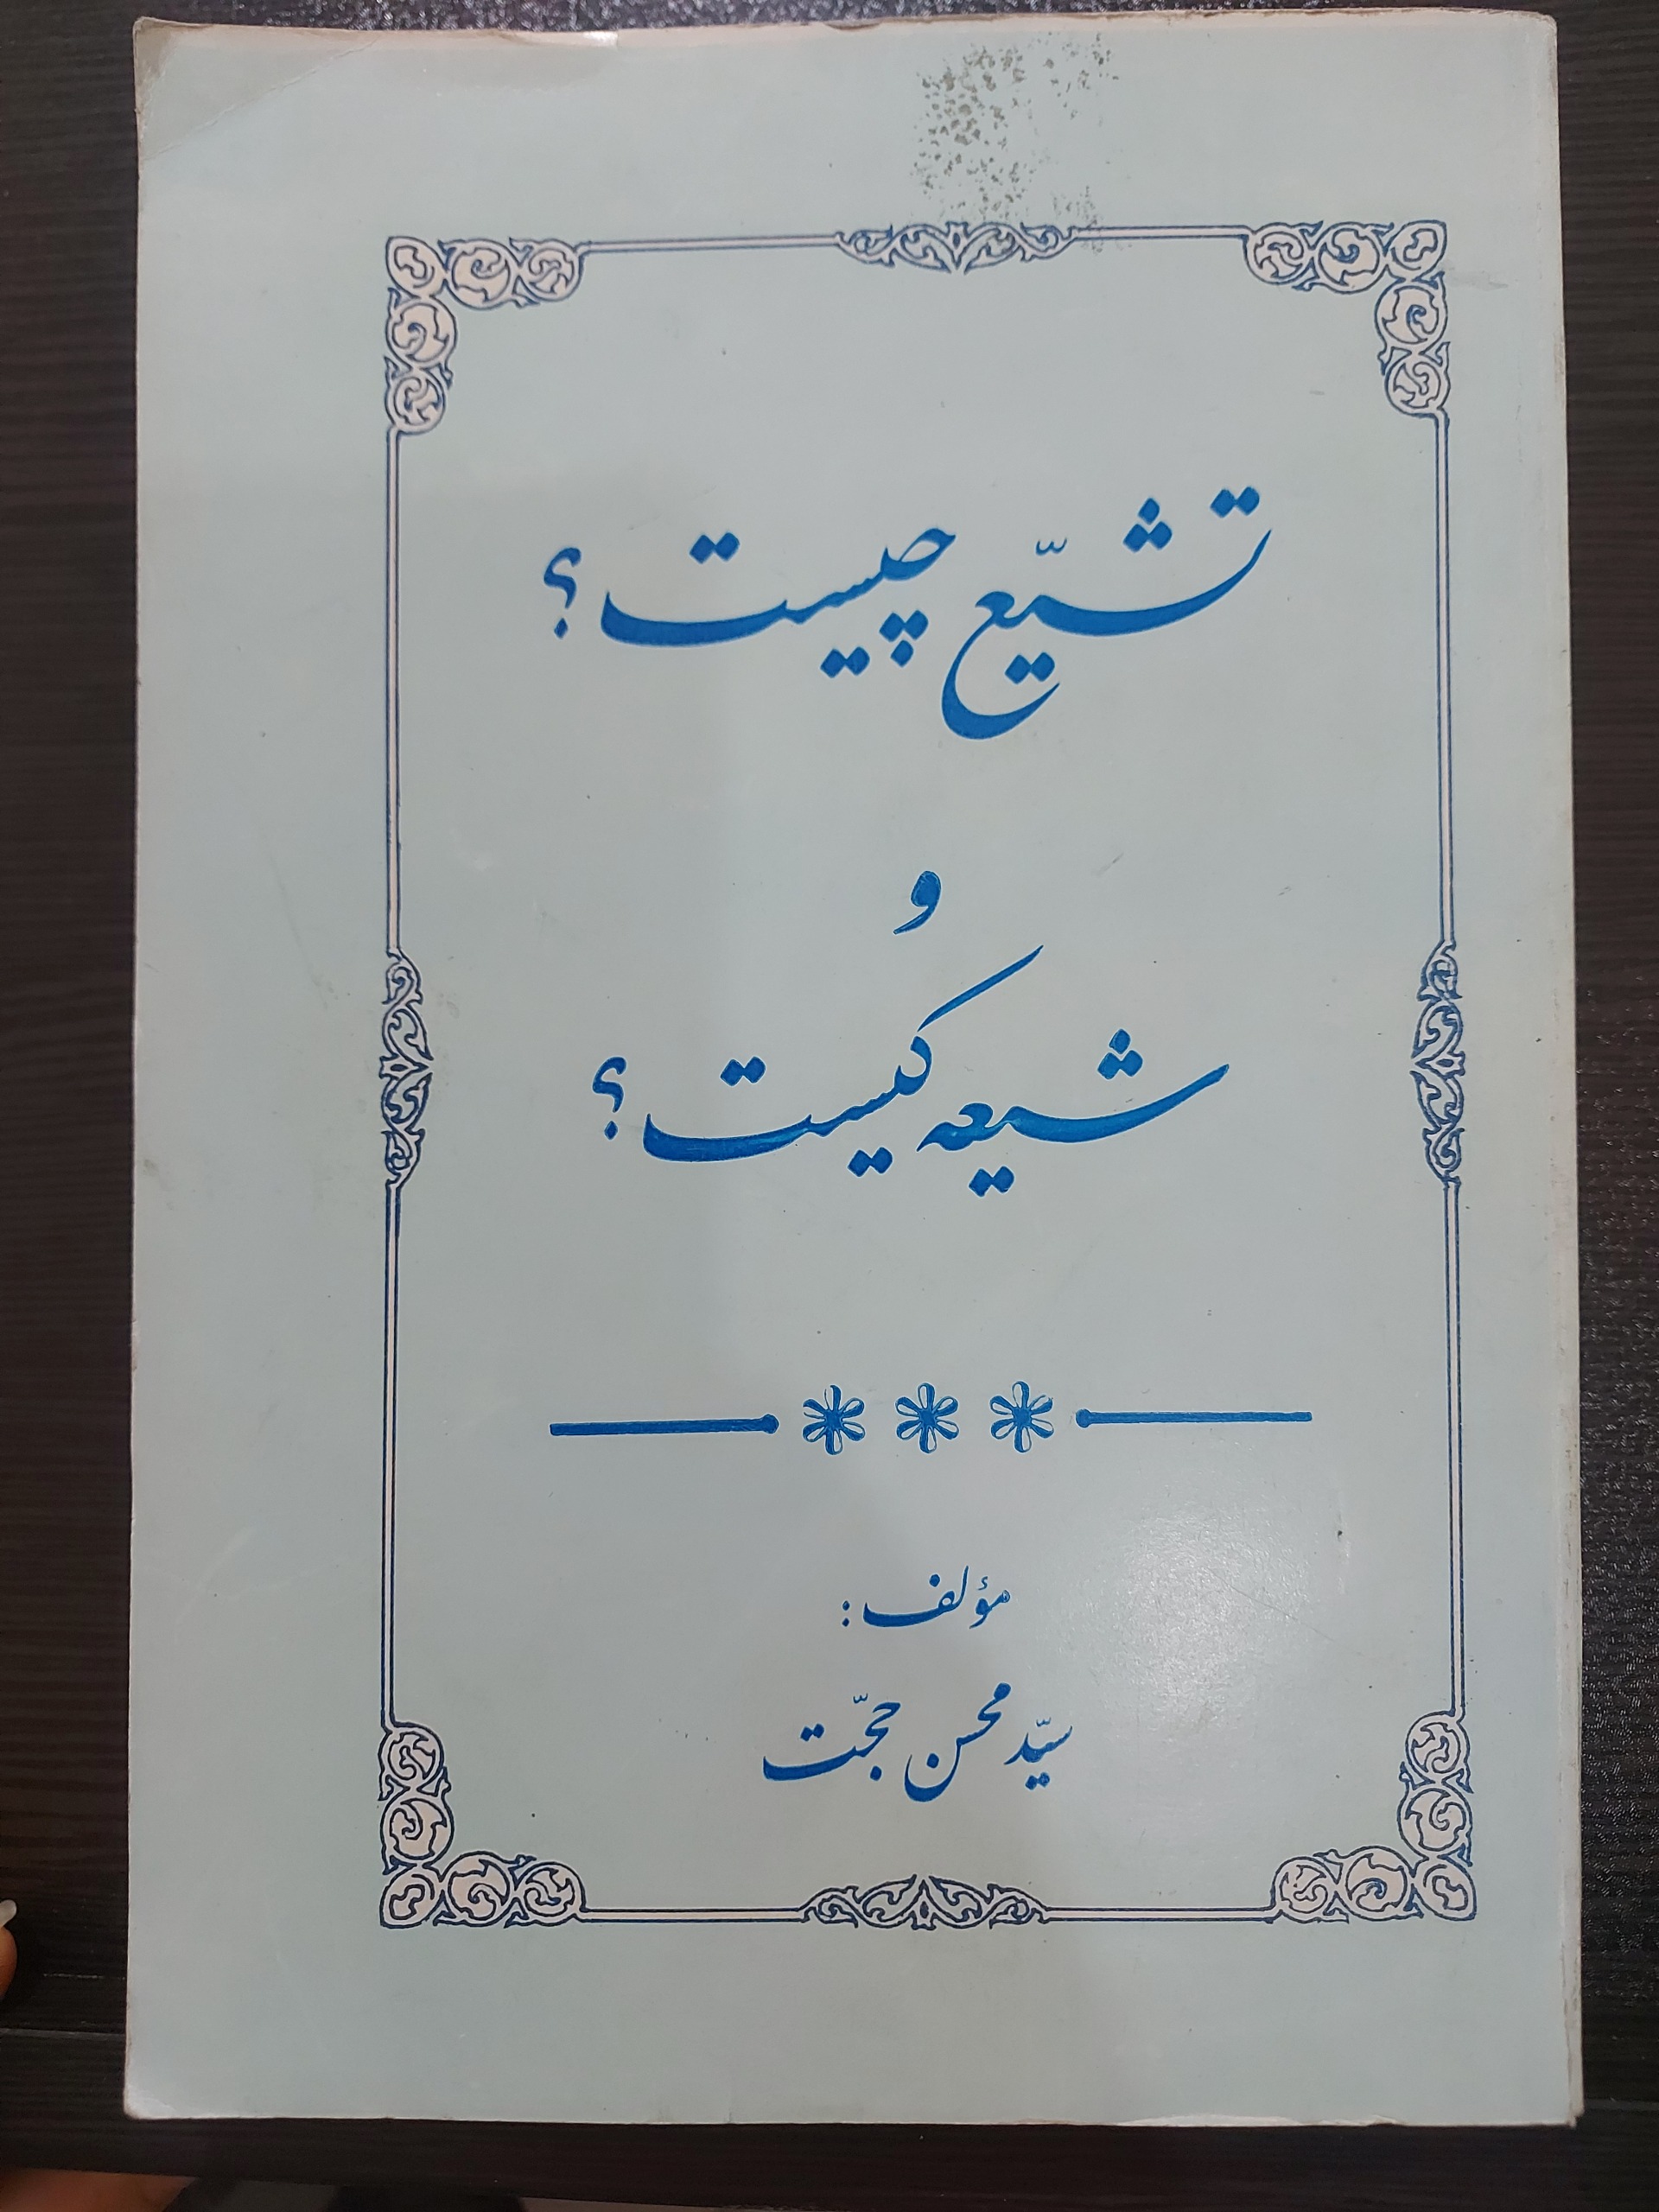 تشیّع چیست؟
و
شیعه کیست؟
مؤلف:
سیّد محسن حجّت